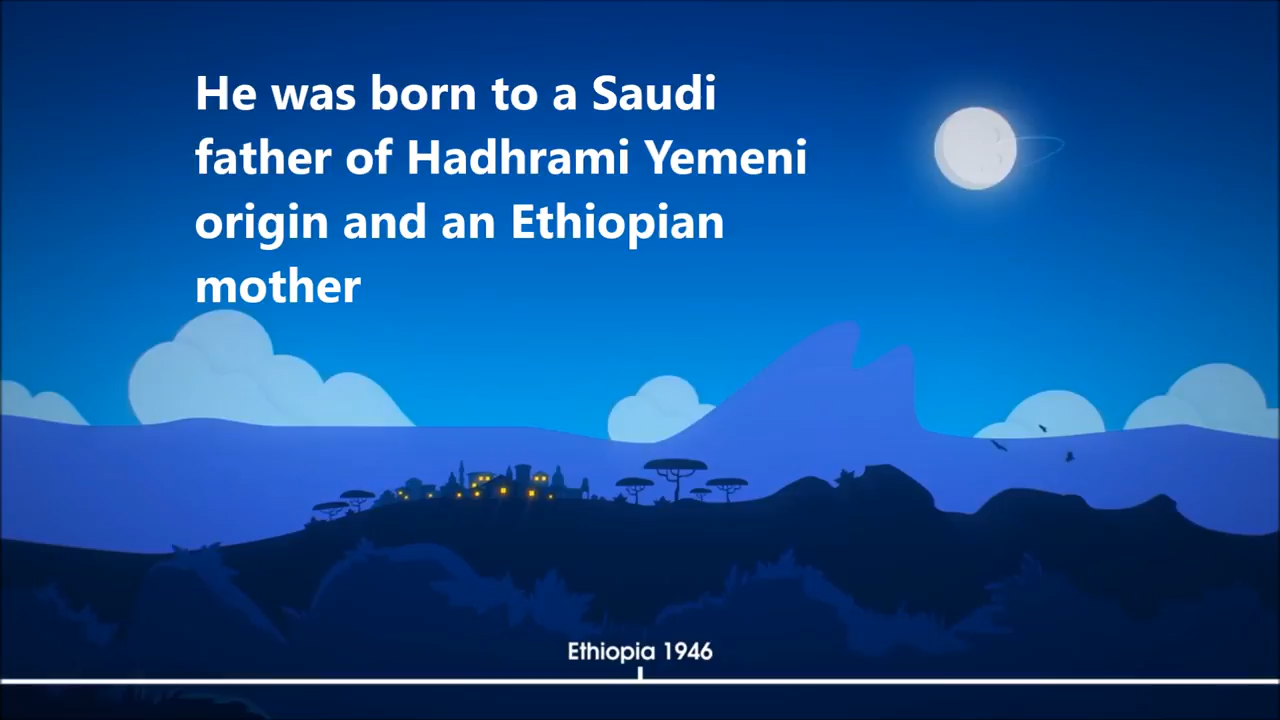 He was born to a Saudi
father of Hadhrami Yemeni
origin and an Ethiopian
mother
Ethiopia 1946